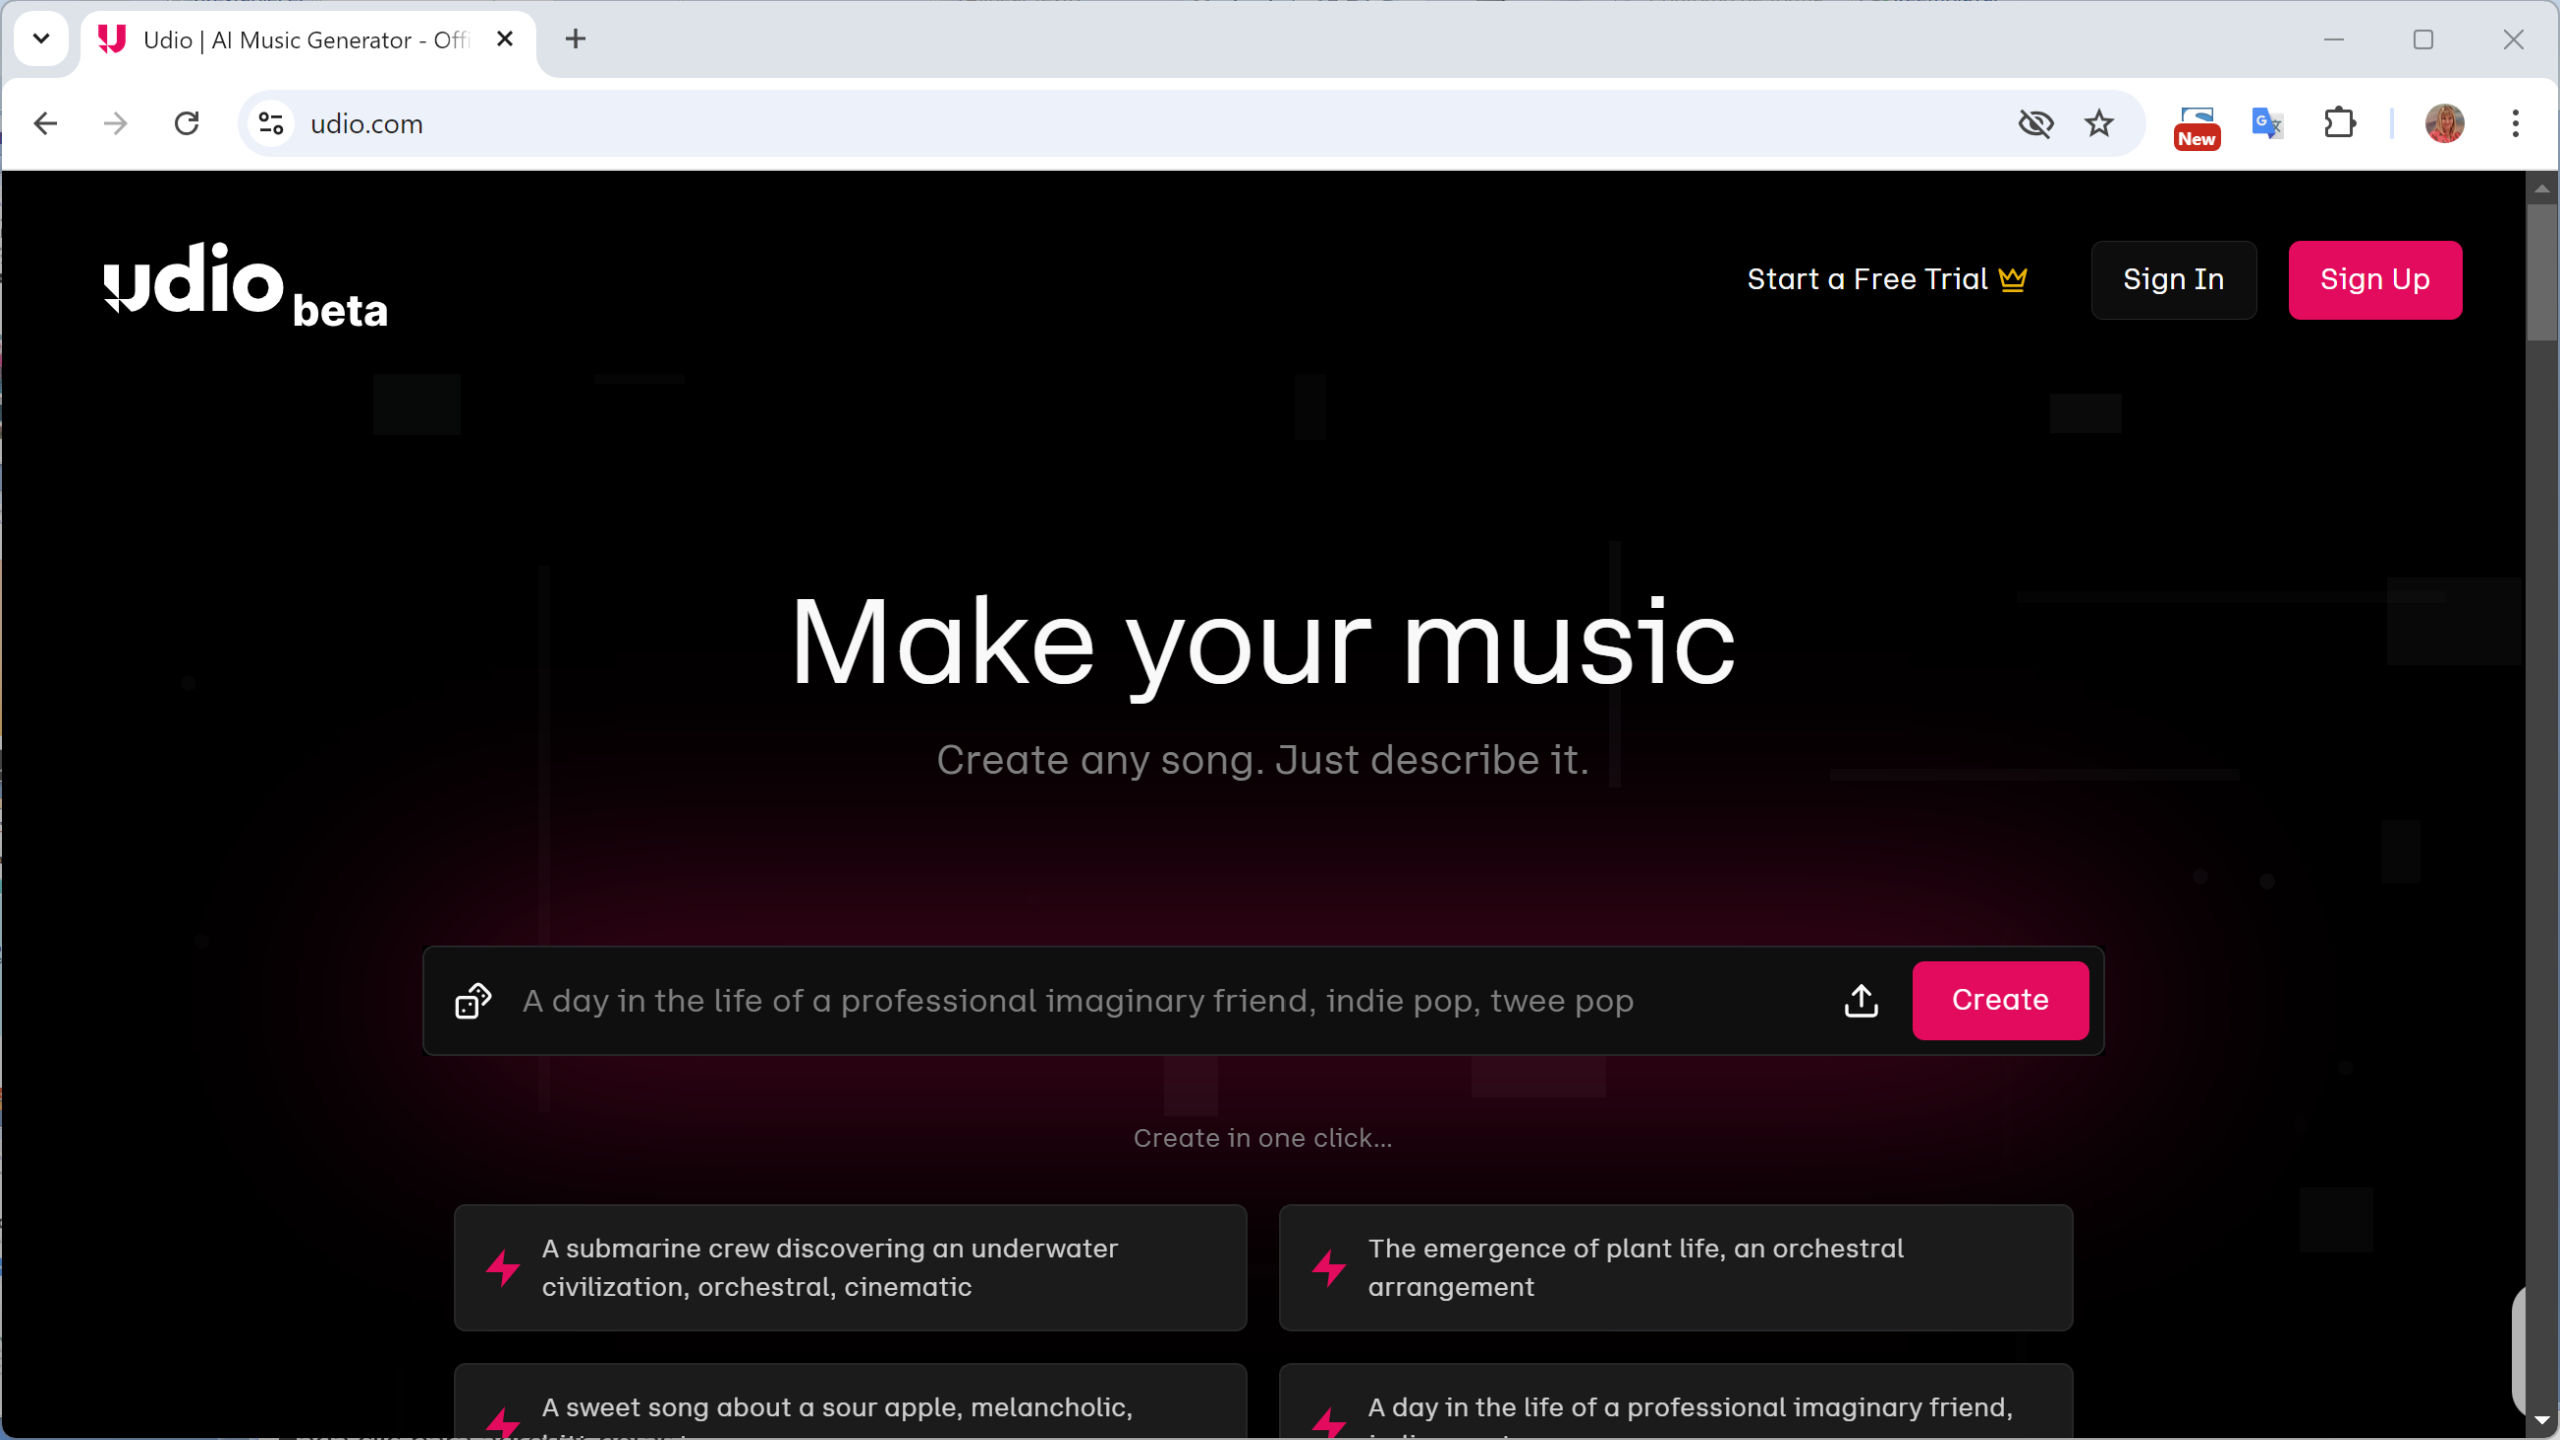 Udio | AI Music Generator - Offi
udio.com
New
udio beta
Start a Free Trial
Sign In
Sign Up
Make your music
Create any song. Just describe it.
A day in the life of a professional imaginary friend, indie pop, twee pop
Create
Create in one click...
A submarine crew discovering an underwater
civilization, orchestral, cinematic
The emergence of plant life, an orchestral
arrangement
A sweet song about a sour apple, melancholic,
A day in the life of a professional imaginary friend,